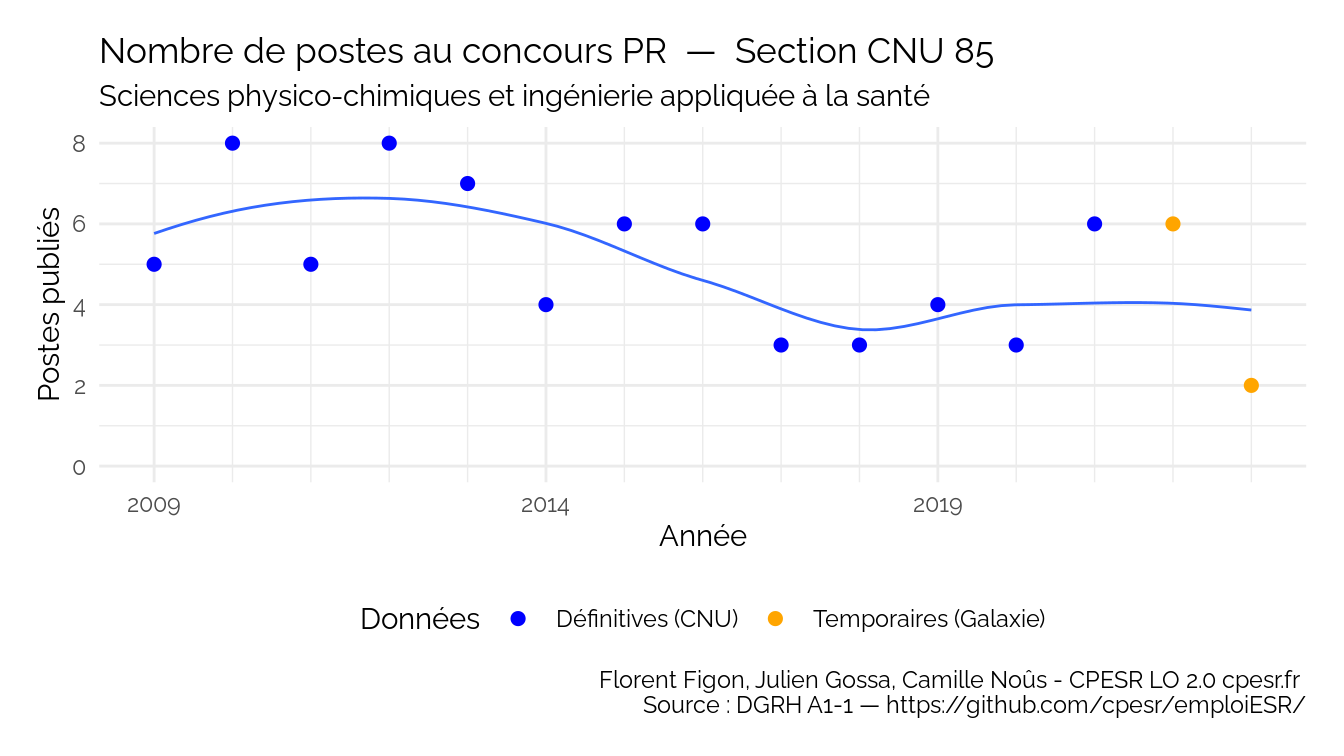 Nombre de postes au concours PR — Section CNU 85
Sciences physico-chimiques et ingénierie appliquée à la santé
Postes publiés
8
6
4
2
0
2009 2014 2019
Année
Données Définitives (CNU) Temporaires (Galaxie)
Florent Figon, Julien Gossa, Camille Noûs - CPESR LO 2.0 cpesr.fr
Source : DGRH A1-1 — https://github.com/cpesr/emploiESR/